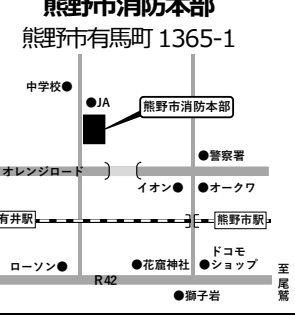 熊野市消防本部
熊野市有馬町 1365-1
中学校●
●JA
熊野市消防本部
●警察署
オレンジロード
イオン●
●オークワ
有井駅
熊野市駅
ドコモ
ローソン●
●花窟神社
●ショップ
至尾鷲
R42
●獅子岩